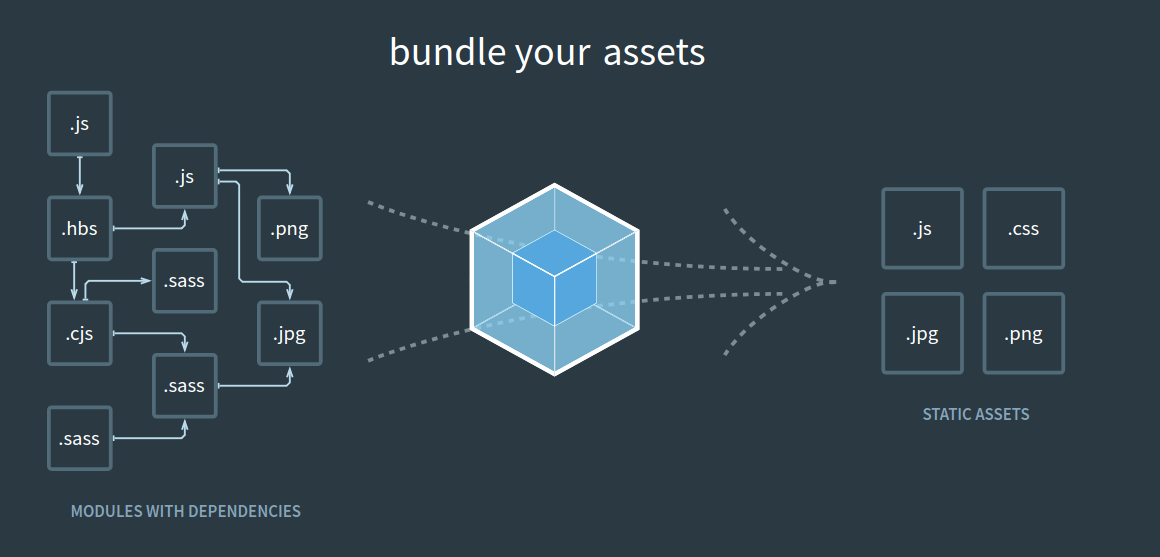 bundle your assets
.js
.js
.hbs
.png
.sass
.cjs
.jpg
.sass
.sass
MODULES WITH DEPENDENCIES
.js
.css
.jpg
.png
STATIC ASSETS